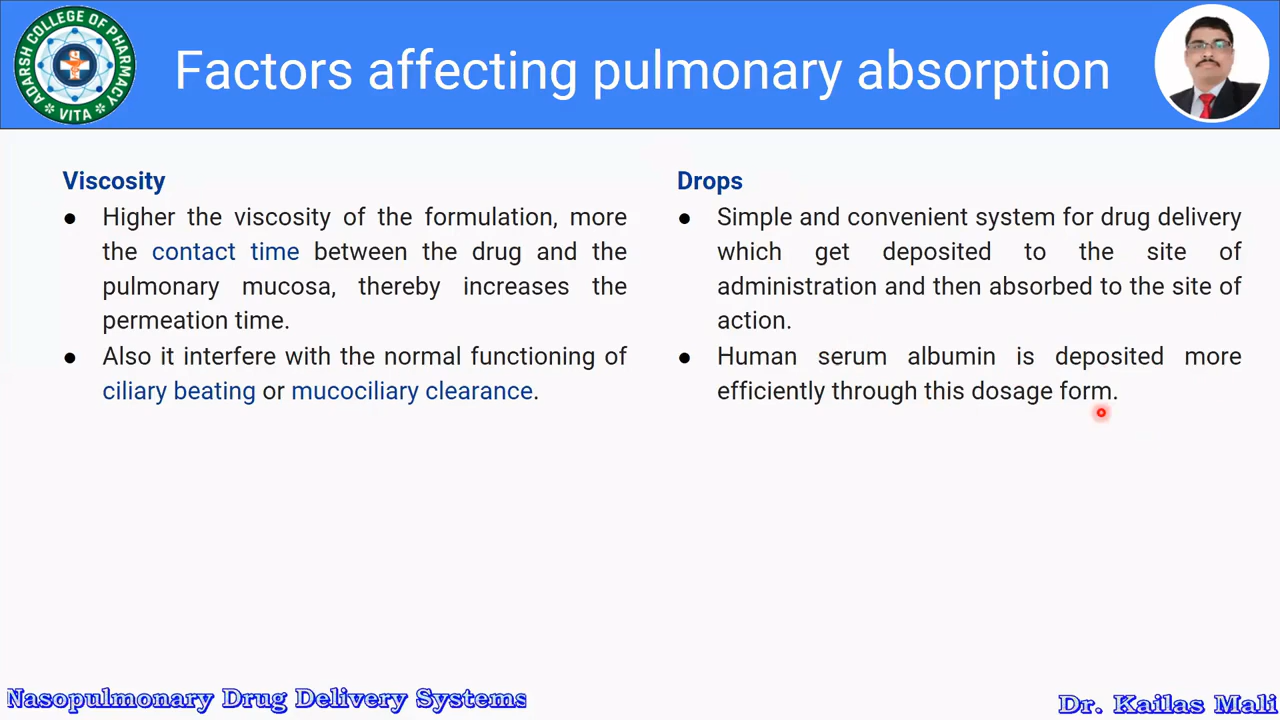 ADARSH COLLEGE OF PHARMACY
VITA
Factors affecting pulmonary absorption
Viscosity
● Higher the viscosity of the formulation, more
the contact time between the drug and the
pulmonary mucosa, thereby increases the
permeation time.
● Also it interfere with the normal functioning of
ciliary beating or mucociliary clearance.
Drops
● Simple and convenient system for drug delivery
which get deposited to the site of
administration and then absorbed to the site of
action.
● Human serum albumin is deposited more
efficiently through this dosage form.
Nasopulmonary Drug Delivery Systems
Dr. Kailas Mali